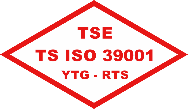 TSE
TS ISO 39001
YTG - RTS